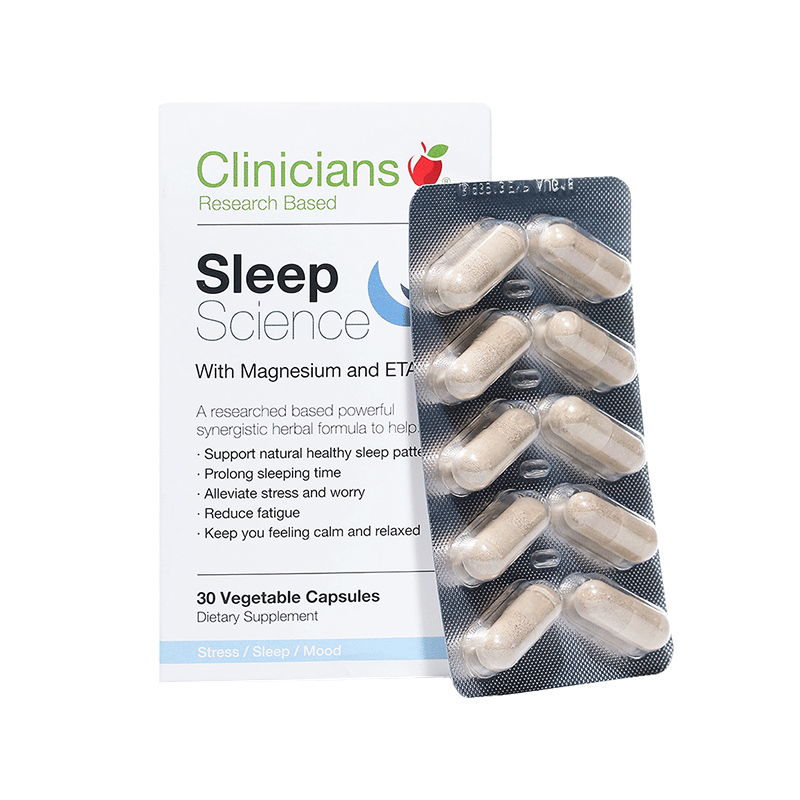 Clinicians
Research Based
Sleep
Science
With Magnesium and ETA
A researched based powerful
synergistic herbal formula to help
· Support natural healthy sleep patte
· Prolong sleeping time
· Alleviate stress and worry
· Reduce fatigue
· Keep you feeling calm and relaxed
30 Vegetable Capsules
Dietary Supplement
Stress / Sleep / Mood